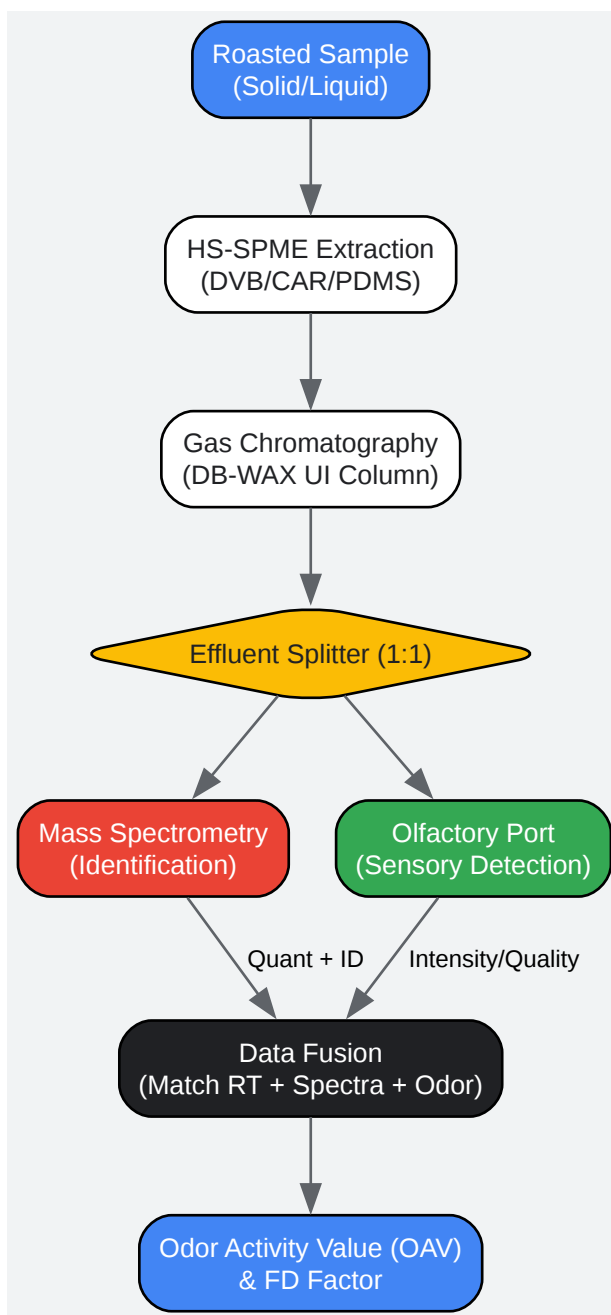 Roasted Sample
(Solid/Liquid)
HS-SPME Extraction
(DVB/CAR/PDMS)
Gas Chromatography
(DB-WAX UI Column)
Effluent Splitter (1:1)
Mass Spectrometry
(Identification)
Olfactory Port
(Sensory Detection)
Quant + ID
Intensity/Quality
Data Fusion
(Match RT + Spectra + Odor)
Odor Activity Value (OAV)
& FD Factor